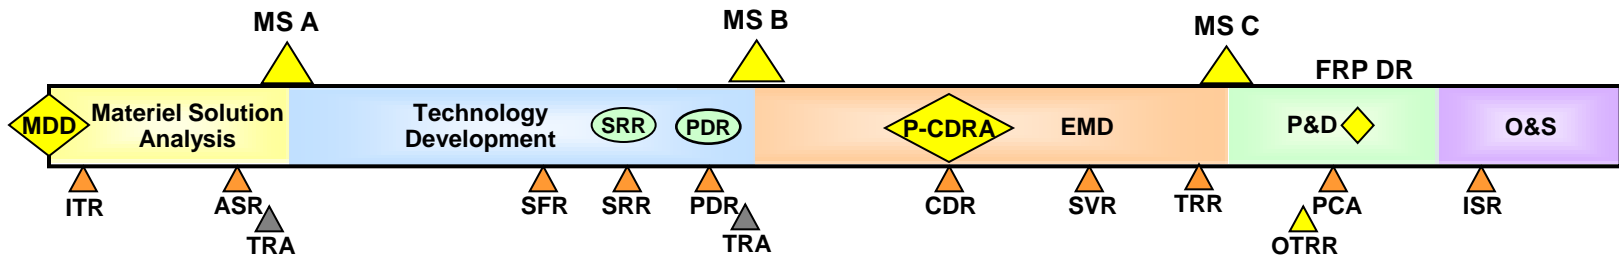 MS A
MS B
MS C
FRP DR
MDD
Materiel Solution
Analysis
Technology
Development
SRR
PDR
P-CDRA
EMD
P&D
O&S
ITR
ASR
SFR
SRR
PDR
CDR
SVR
TRR
PCA
ISR
TRA
TRA
OTRR